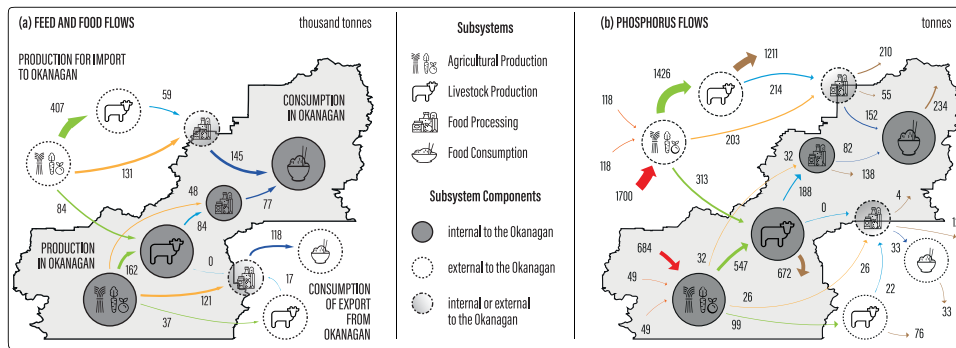 (a) FEED AND FOOD FLOWS
thousand tonnes
PRODUCTION FOR IMPORT
TO OKANAGAN
407
59
131
84
CONSUMPTION
IN OKANAGAN
145
48
77
84
PRODUCTION
IN OKANAGAN
162
0
118
121
17
37
CONSUMPTION
OF EXPORT
FROM
OKANAGAN
Subsystems
Agricultural Production
Livestock Production
Food Processing
Food Consumption
Subsystem Components
internal to the Okanagan
external to the Okanagan
internal or external
to the Okanagan
(b) PHOSPHORUS FLOWS
tonnes
1211
1426
210
118
214
55
234
203
152
118
1700
313
32
82
138
188
0
4
684
32
547
672
33
49
26
26
22
49
99
33
76